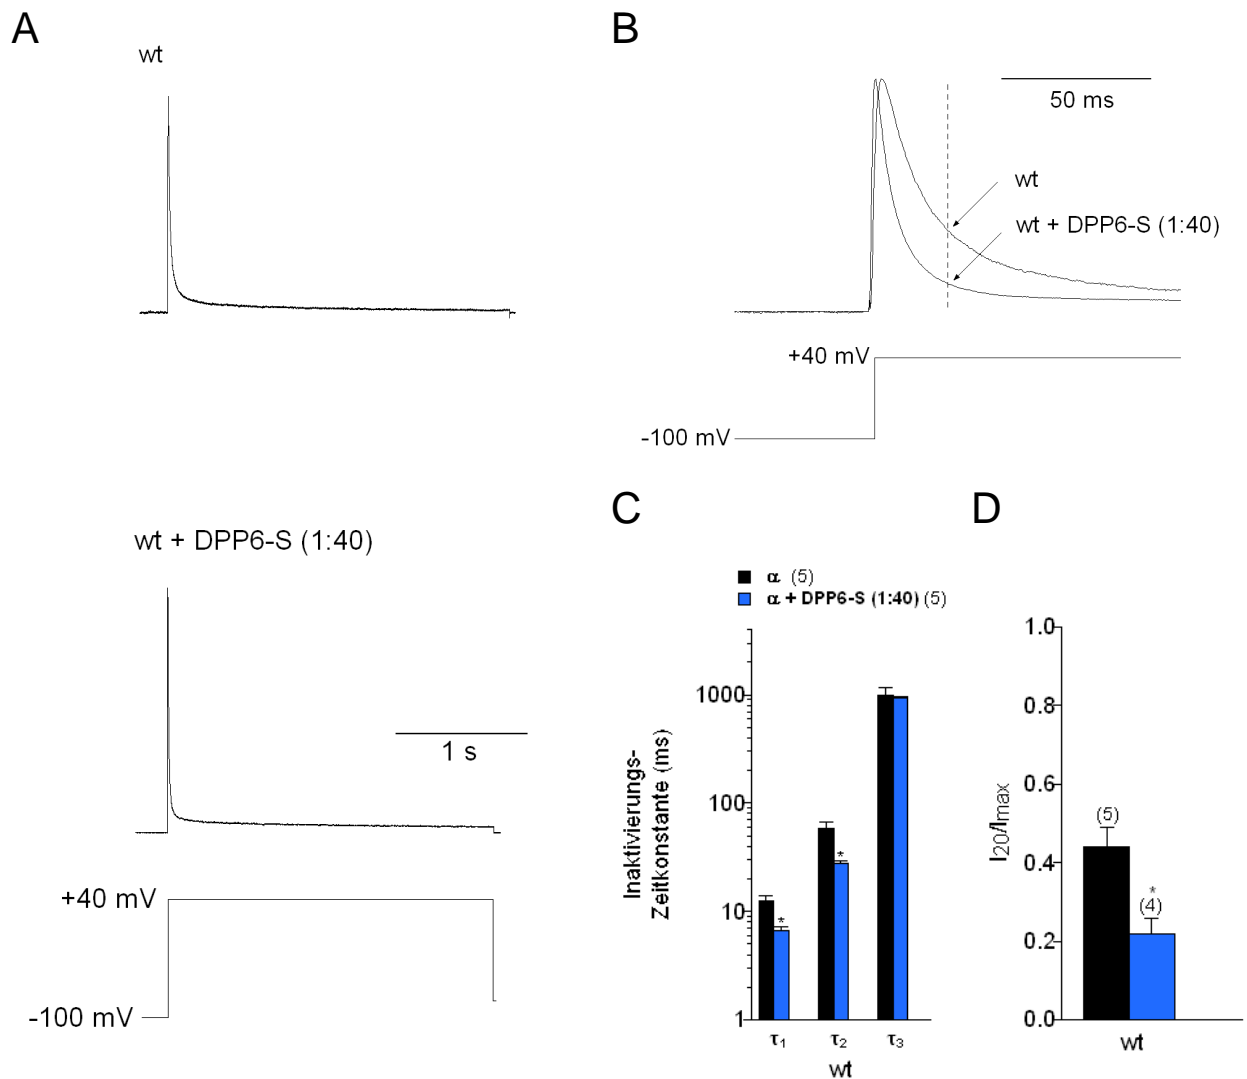 A
wt
wt + DPP6-S (1:40)
1 s
+40 mV
-100 mV
B
50 ms
wt
wt + DPP6-S (1:40)
+40 mV
-100 mV
C
α (5)
α + DPP6-S (1:40) (5)
Inaktivierungs-
Zeitkonstante (ms)
1000
100
10
1
*
*
τ1
τ2
τ3
wt
D
I20/Imax
1.0
0.8
0.6
0.4
0.2
0.0
(5)
*
(4)
wt